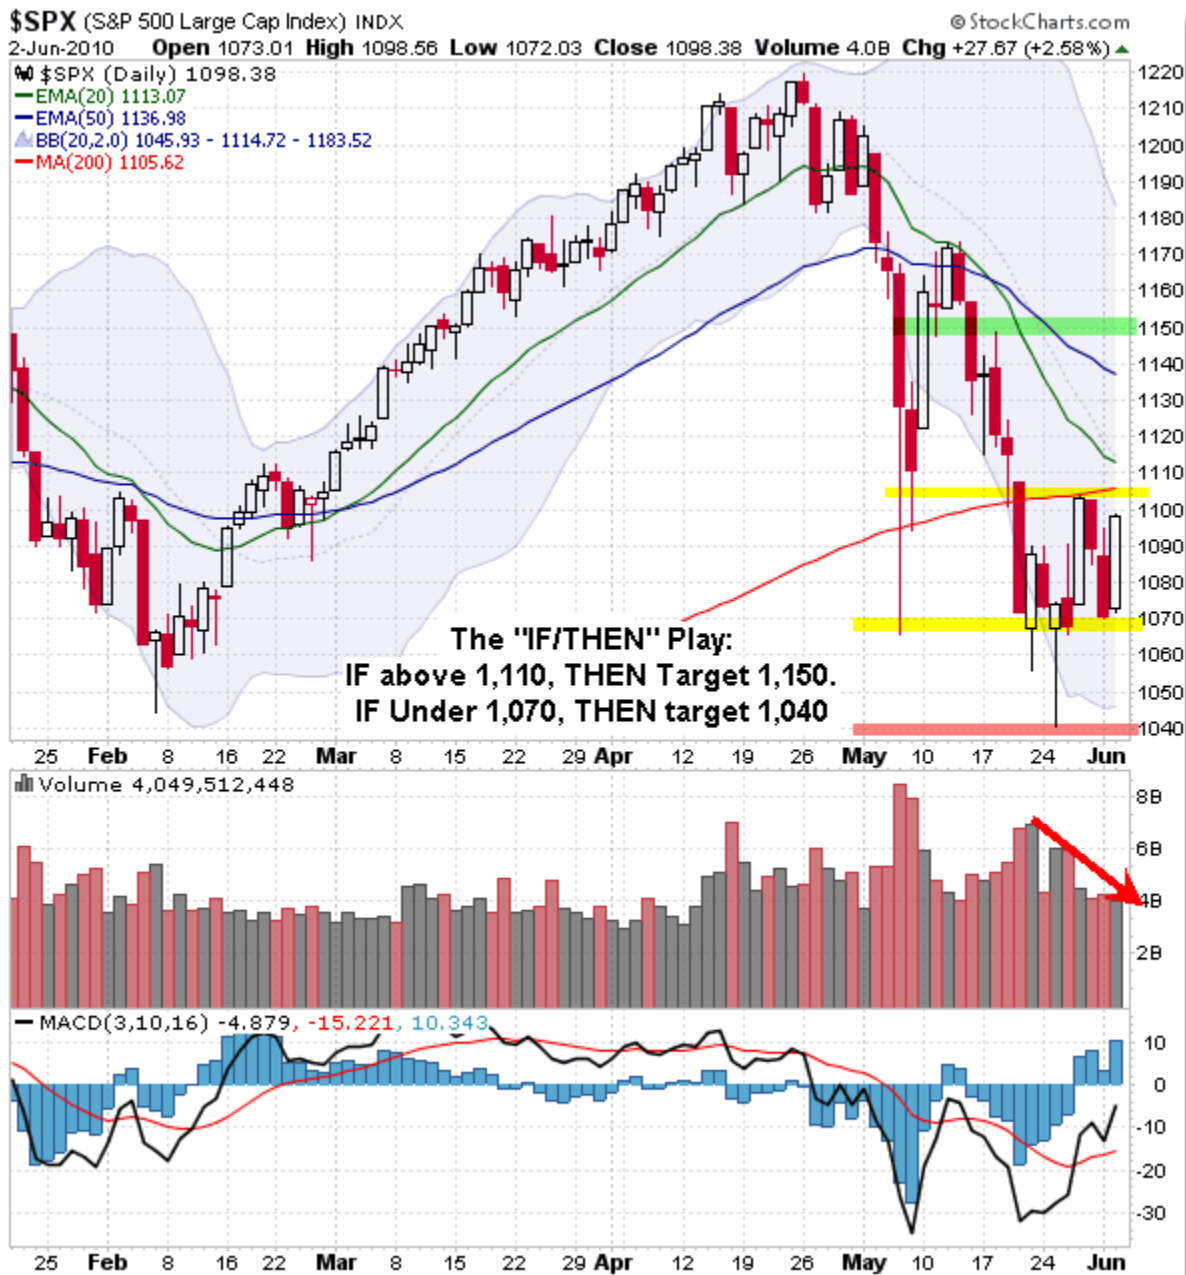 $SPX (S&P 500 Large Cap Index) INDX © StockCharts.com
2-Jun-2010 Open 1073.01 High 1098.56 Low 1072.03 Close 1098.38 Volume 4.0B Chg +27.67 (+2.58%)
$SPX (Daily) 1098.38
EMA(20) 1113.07
EMA(50) 1136.98
BB(20,2.0) 1045.93 - 1114.72 - 1183.52
MA(200) 1105.62
1220
1210
1200
1190
1180
1170
1160
1150
1140
1130
1120
1110
1100
1090
1080
1070
1060
1050
1040
The "IF/THEN" Play:
IF above 1,110, THEN Target 1,150.
IF Under 1,070, THEN target 1,040
25 Feb 8 16 22 Mar 8 15 22 29 Apr 12 19 26 May 10 17 24 Jun
Volume 4,049,512,448
8B
6B
4B
2B
MACD(3,10,16) -4.879, -15.221, 10.343
10
0
-10
-20
-30
25 Feb 8 16 22 Mar 8 15 22 29 Apr 12 19 26 May 10 17 24 Jun